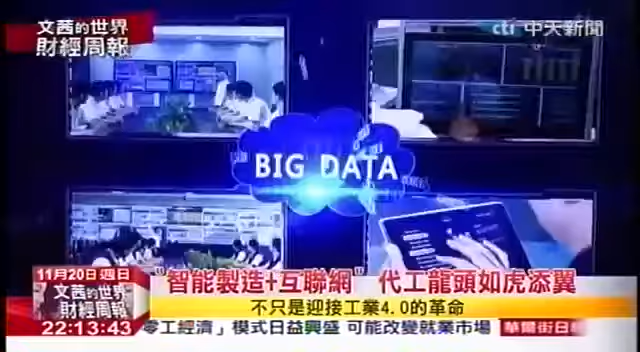 文茜的世界
財經周報
cti 中天新聞
BIG DATA
11月20日週日
文茜的世界
財經周報
22:13:43
"智能製造+互聯網" 代工龍頭如虎添翼
不只是迎接工業4.0的革命
零工經濟」模式日益興盛 可能改變就業市場
華爾街日